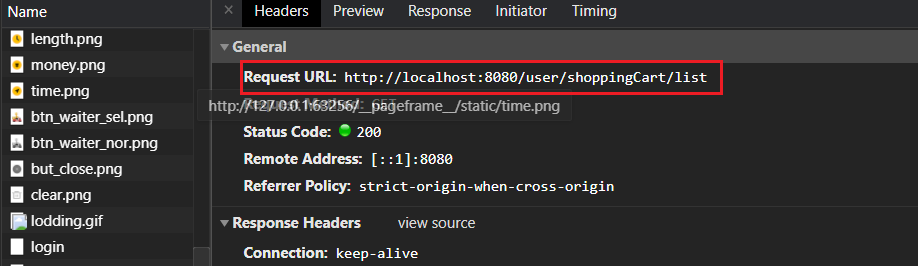 Name
length.png
money.png
time.png
btn_waiter_sel.png
btn_waiter_nor.png
but_close.png
clear.png
lodding.gif
login
× Headers Preview Response Initiator Timing
General
Request URL: http://localhost:8080/user/shoppingCart/list
Request Method: GET
http://127.0.0.1:63256/__pageframe__/static/time.png
Status Code: 200
Remote Address: [::1]:8080
Referrer Policy: strict-origin-when-cross-origin
Response Headers view source
Connection: keep-alive